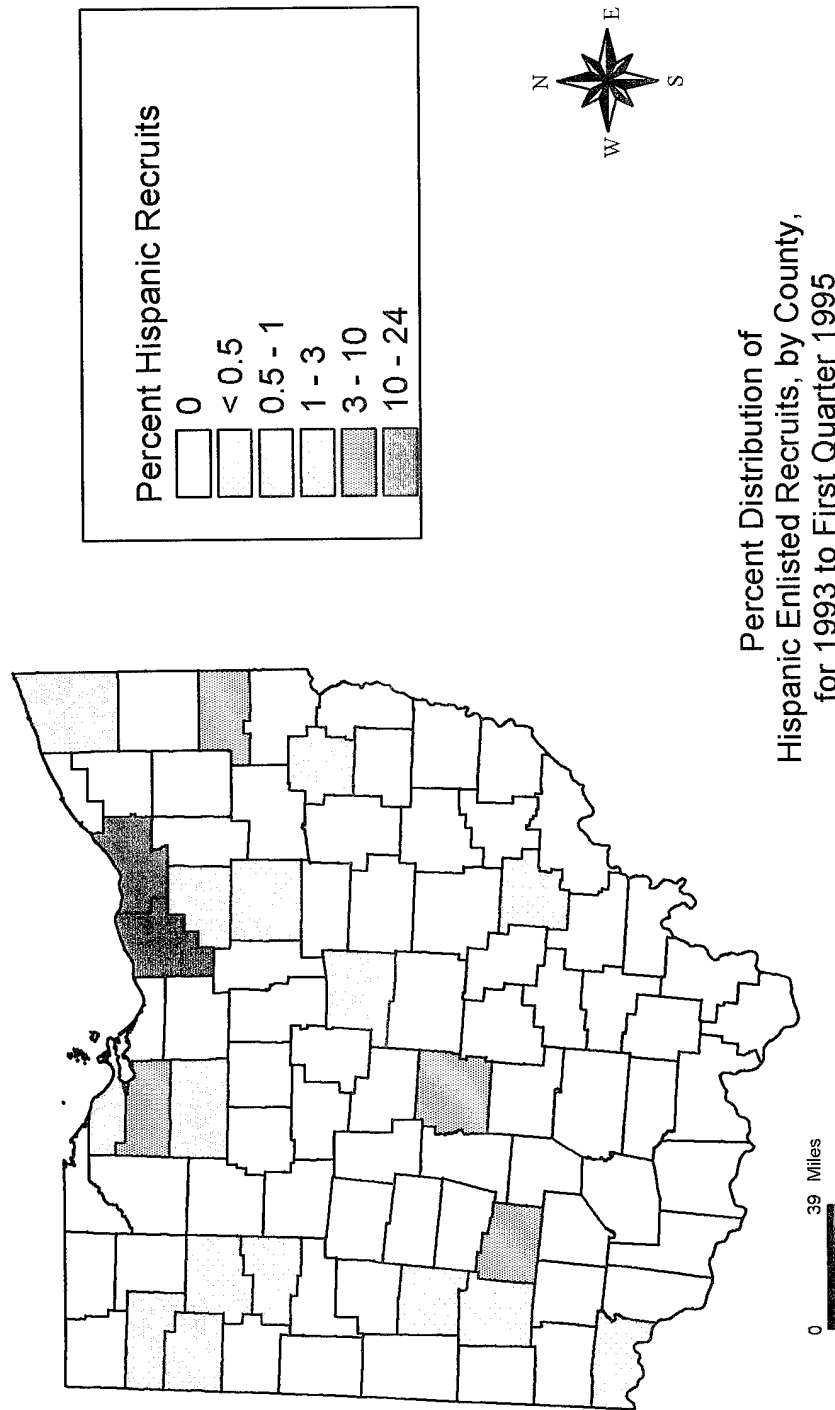 Percent Hispanic Recruits
0
< 0.5
0.5 - 1
1 - 3
3 - 10
10 - 24
N
W
E
S
Percent Distribution of
Hispanic Enlisted Recruits, by County,
for 1993 to First Quarter 1995
0
39 Miles